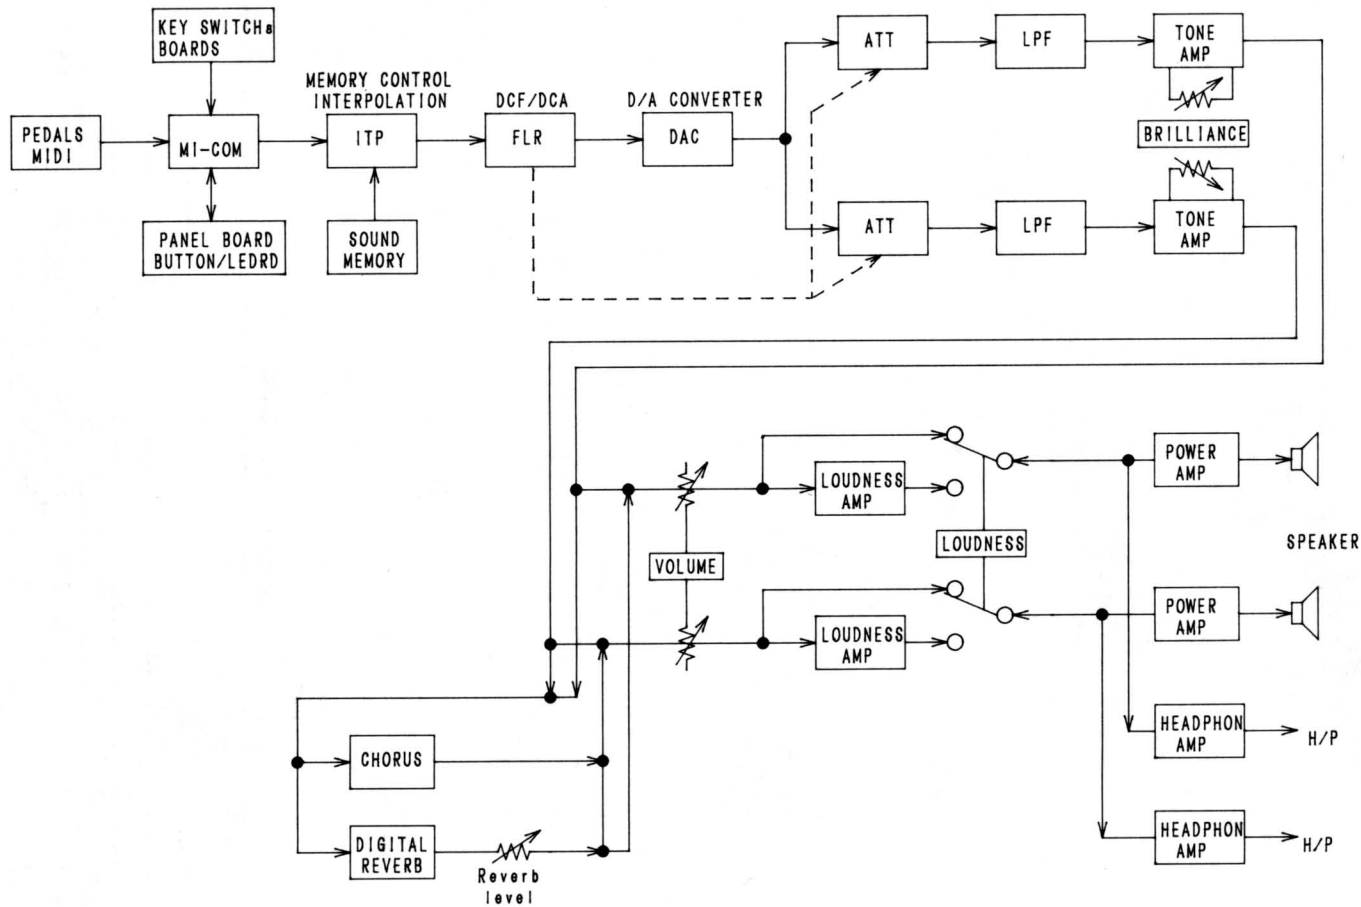 KEY SWITCHs
BOARDS
PEDALS
MIDI
MI-COM
PANEL BOARD
BUTTON/LEDRD
MEMORY CONTROL
INTERPOLATION
ITP
SOUND
MEMORY
DCF/DCA
FLR
D/A CONVERTER
DAC
ATT
LPF
TONE
AMP
BRILLIANCE
ATT
LPF
TONE
AMP
LOUDNESS
AMP
POWER
AMP
VOLUME
LOUDNESS
SPEAKER
LOUDNESS
AMP
POWER
AMP
CHORUS
HEADPHON
AMP
H/P
DIGITAL
REVERB
Reverb
level
HEADPHON
AMP
H/P